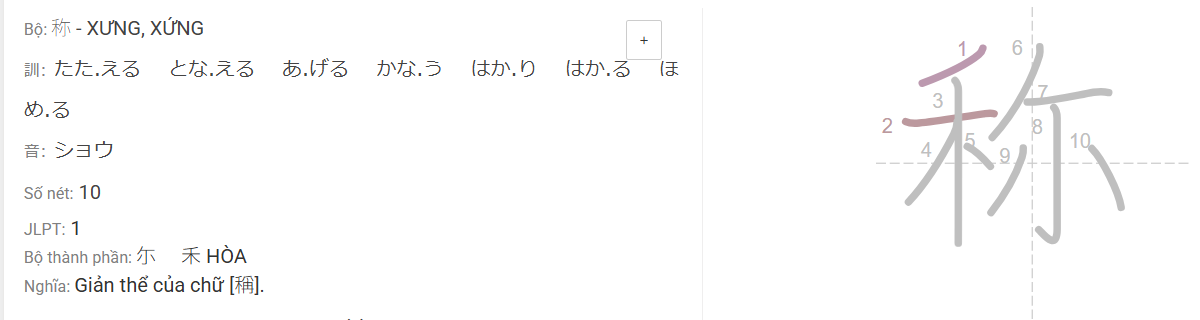 Bộ: 称 - XƯNG, XỨNG
+
訓: たた.える とな.える あ.げる かな.う はか.り はか.る ほ
め.る
音: ショウ
Số nét: 10
JLPT: 1
Bộ thành phần: 尓 禾 HÒA
Nghĩa: Giản thể của chữ [稱].
称
1
2
3
4
5
6
7
8
9
10